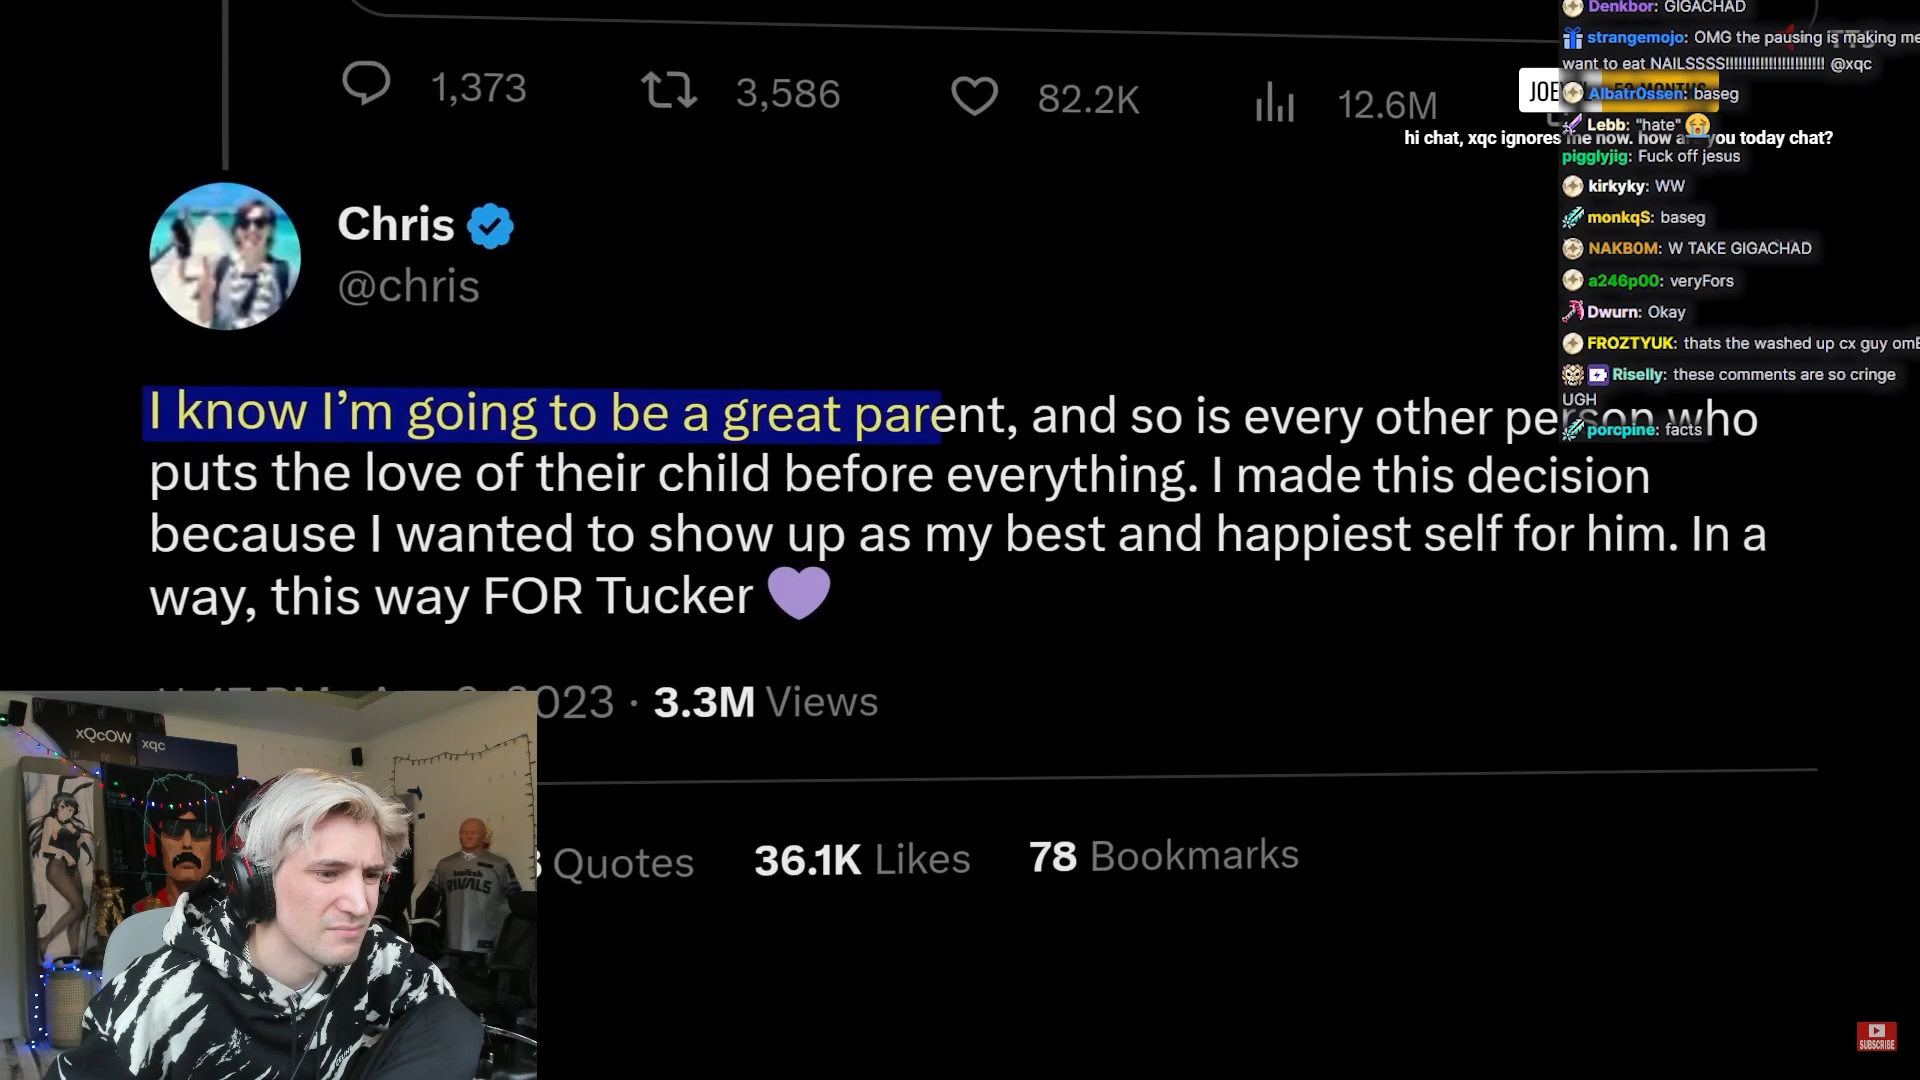 1,373 3,586 82.2K 12.6M
Chris
@chris
I know I'm going to be a great parent, and so is every other person who
puts the love of their child before everything. I made this decision
because I wanted to show up as my best and happiest self for him. In a
way, this way FOR Tucker
2023 · 3.3M Views
Quotes 36.1K Likes 78 Bookmarks
xQcOW
xqc
twitch
RIVALS
hi chat, xqc ignores me now. how are you today chat?
Denkbor: GIGACHAD
strangemojo: OMG the pausing is making me
want to eat NAILSSSS!!!!!!!!!!!!!!!!!!!!!!! @xqc
Albatr0ssen: baseg
Lebb: "hate"
pigglyjig: Fuck off jesus
kirkyky: WW
monkqS: baseg
NAKB0M: W TAKE GIGACHAD
a246p00: veryFors
Dwurn: Okay
FROZTYUK: thats the washed up cx guy omE
Riselly: these comments are so cringe
UGH
porcpine: facts
SUBSCRIBE